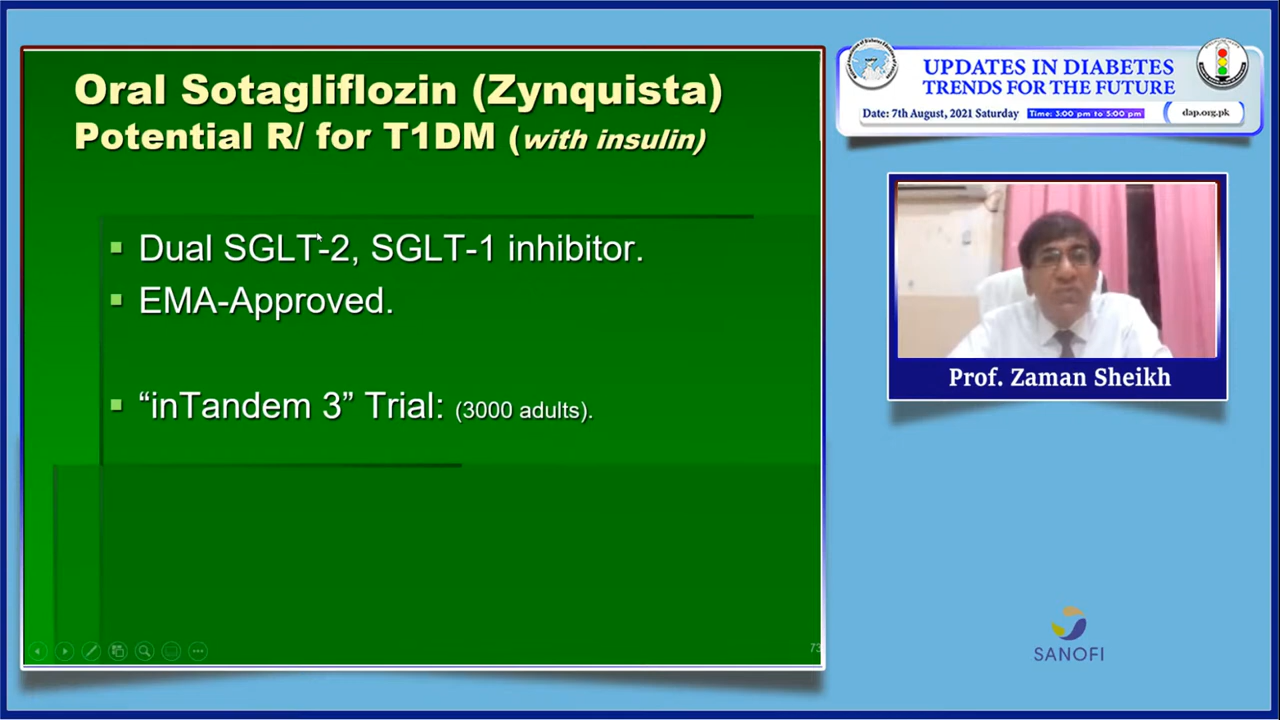 Oral Sotagliflozin (Zynquista)
Potential R/ for T1DM (with insulin)
▪ Dual SGLT-2, SGLT-1 inhibitor.
▪ EMA-Approved.
▪ “inTandem 3” Trial: (3000 adults).
73
UPDATES IN DIABETES
TRENDS FOR THE FUTURE
Date: 7th August, 2021 Saturday Time: 3:00 pm to 5:00 pm dap.org.pk
Prof. Zaman Sheikh
SANOFI